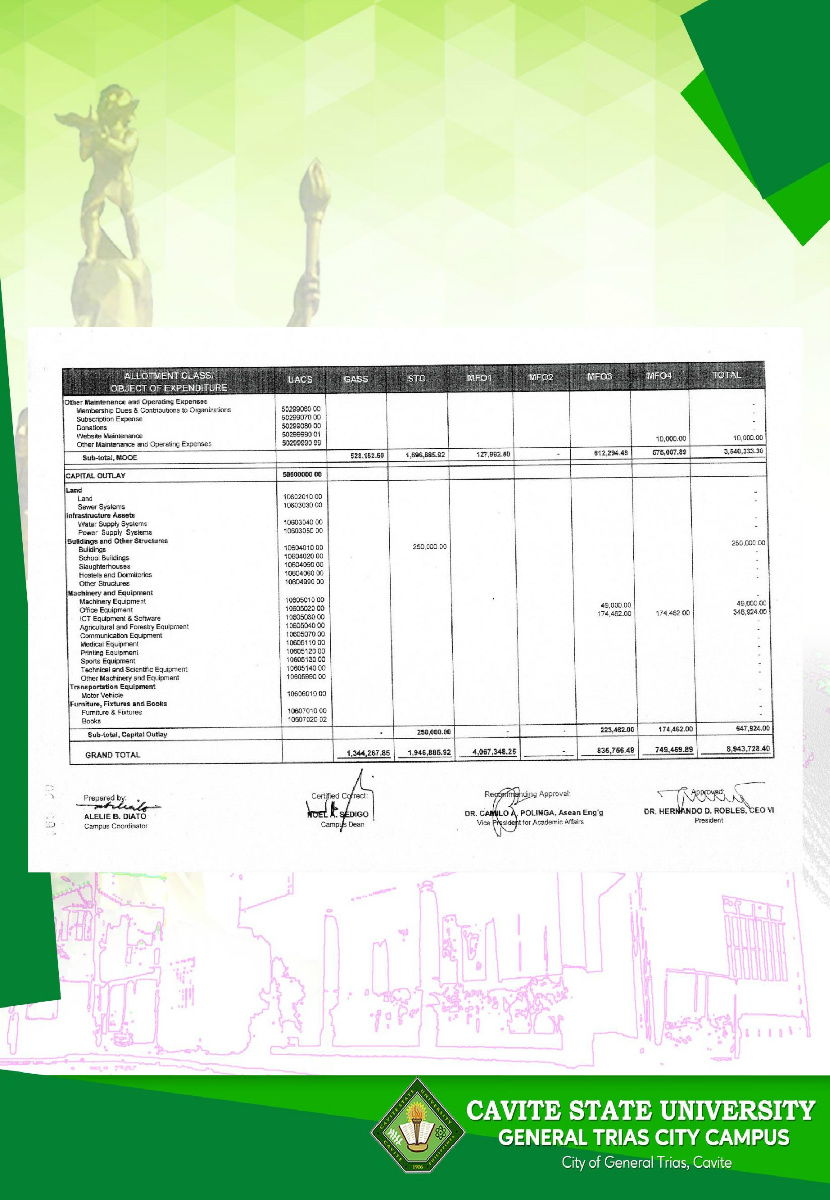 ALLOTMENT CLASS/ OBJECT OF EXPENDITURE UACS GASS STO MFO1 MFO2 MFO3 MFO4 TOTAL
Other Maintenance and Operating Expenses
Membership Dues & Contributions to Organizations 50299060 00 -
Subscription Expense 50299070 00 -
Donations 50299080 00 -
Website Maintenance 50299990 01 -
Other Maintenance and Operating Expenses 50299990 99 10,000.00 10,000.00
Sub-total, MOOE 528,152.50 1,696,885.92 127,992.60 - 612,294.49 575,007.89 3,540,333.30
CAPITAL OUTLAY 50600000 00
Land
Land 10602010 00 -
Sewer Systems 10603030 00 -
Infrastructure Assets
Water Supply Systems 10603040 00 -
Power Supply Systems 10603050 00 -
Buildings and Other Structures
Buildings 10604010 00 250,000.00 250,000.00
School Buildings 10604020 00 -
Slaughterhouses 10604050 00 -
Hostels and Dormitories 10604060 00 -
Other Structures 10604990 00 -
Machinery and Equipment
Machinery Equipment 10605010 00 -
Office Equipment 10605020 00 49,000.00 49,000.00
ICT Equipment & Software 10605030 00 174,462.00 174,462.00 348,924.00
Agricultural and Forestry Equipment 10605040 00 -
Communication Equipment 10605070 00 -
Medical Equipment 10605110 00 -
Printing Equipment 10605120 00 -
Sports Equipment 10605130 00 -
Technical and Scientific Equipment 10605140 00 -
Other Machinery and Equipment 10605990 00 -
Transportation Equipment
Motor Vehicle 10606010 00 -
Furniture, Fixtures and Books
Furniture & Fixtures 10607010 00 -
Books 10607020 02 -
Sub-total, Capital Outlay - 250,000.00 - - 223,462.00 174,462.00 647,924.00
GRAND TOTAL 1,344,267.85 1,946,885.92 4,067,348.25 - 835,756.49 749,469.89 8,943,728.40
Prepared by: Certified Correct: Recommending Approval: Approved:
ALELIE B. DIATO NOEL A. SEDIGO DR. CAMILO A. POLINGA, Asean Eng'g DR. HERNANDO D. ROBLES, CEO VI
Campus Coordinator Campus Dean Vice President for Academic Affairs President
CAVITE STATE UNIVERSITY
GENERAL TRIAS CITY CAMPUS
City of General Trias, Cavite
1906